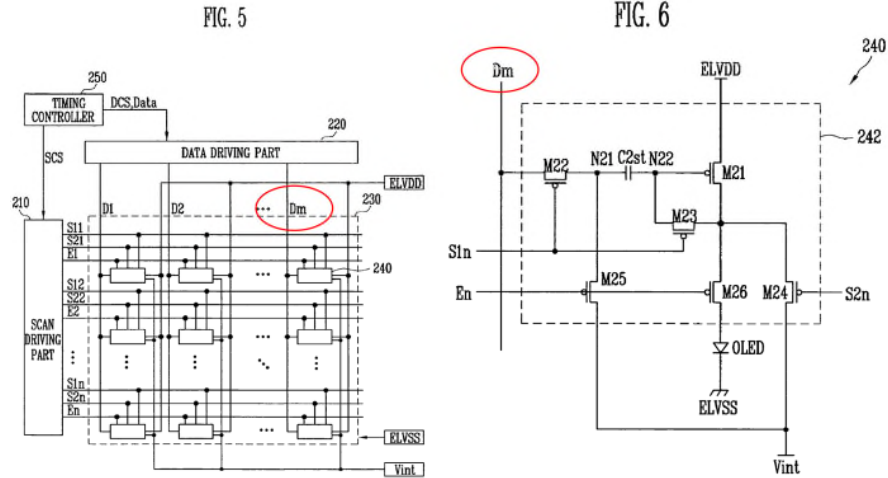 FIG. 5
250
TIMING
CONTROLLER
DCS,Data
220
SCS
DATA DRIVING PART
ELVDD
210
D1
D2
...
Dm
230
S11
S21
E1
240
S12
S22
E2
SCAN
DRIVING
PART
S1n
S2n
En
ELVSS
Vint
FIG. 6
240
Dm
ELVDD
242
M22
N21
C2st
N22
M21
M23
S1n
En
M25
M26
M24
S2n
OLED
ELVSS
Vint